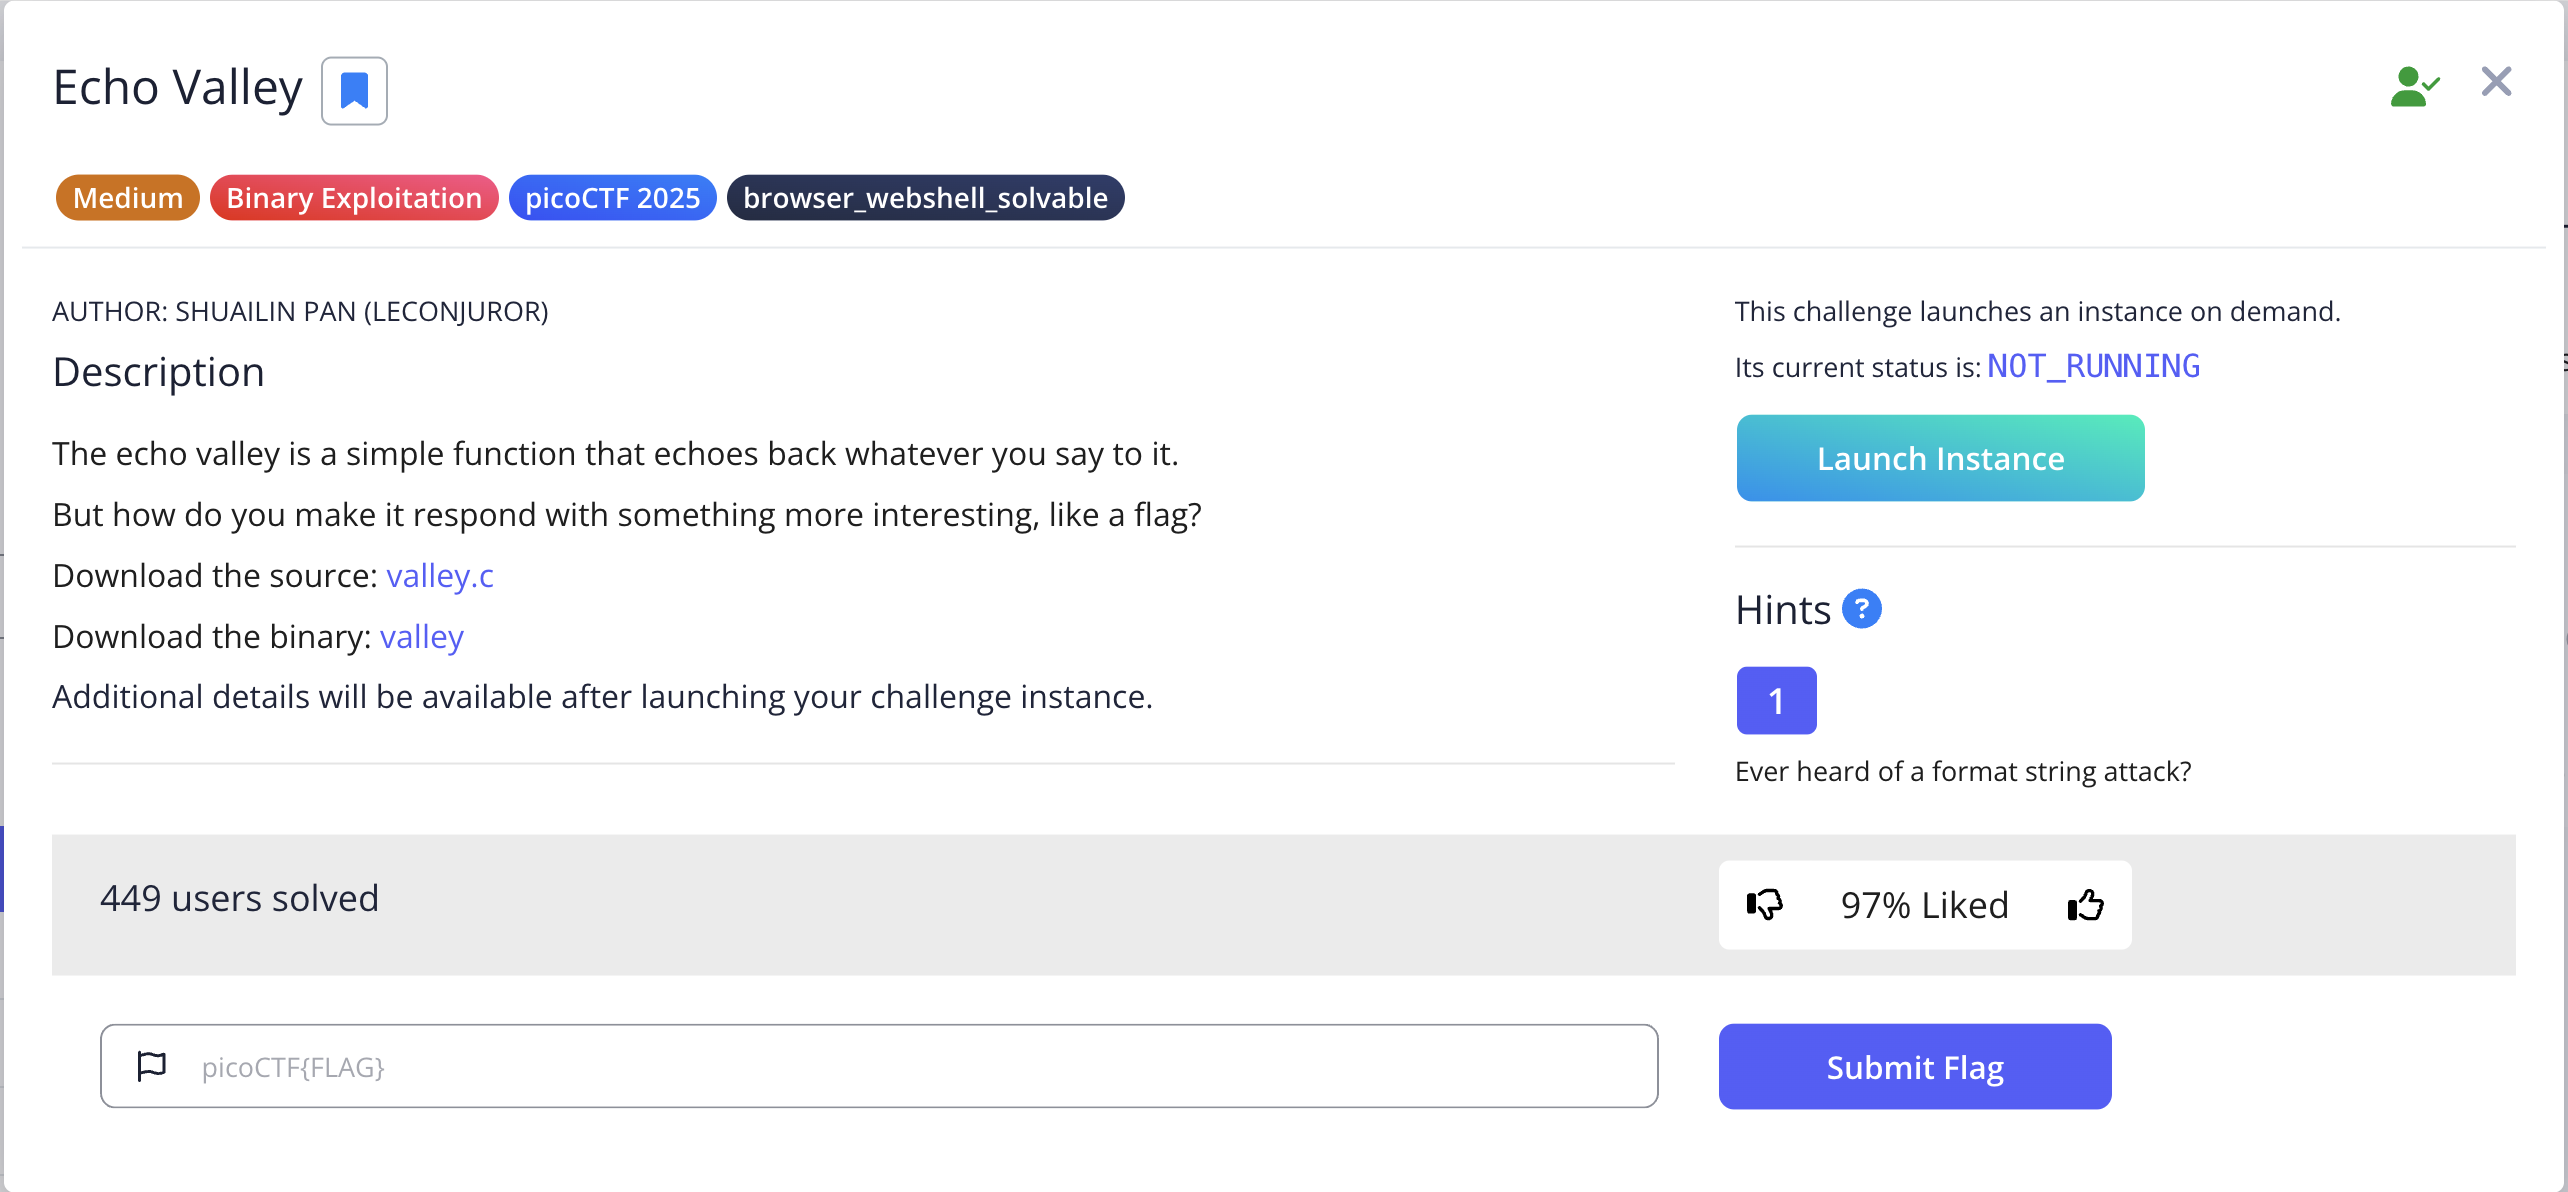 Echo Valley
Medium Binary Exploitation picoCTF 2025 browser_webshell_solvable
AUTHOR: SHUAILIN PAN (LECONJUROR)
Description
The echo valley is a simple function that echoes back whatever you say to it.
But how do you make it respond with something more interesting, like a flag?
Download the source: valley.c
Download the binary: valley
Additional details will be available after launching your challenge instance.
This challenge launches an instance on demand.
Its current status is: NOT_RUNNING
Launch Instance
Hints ?
1
Ever heard of a format string attack?
449 users solved
97% Liked
picoCTF{FLAG}
Submit Flag